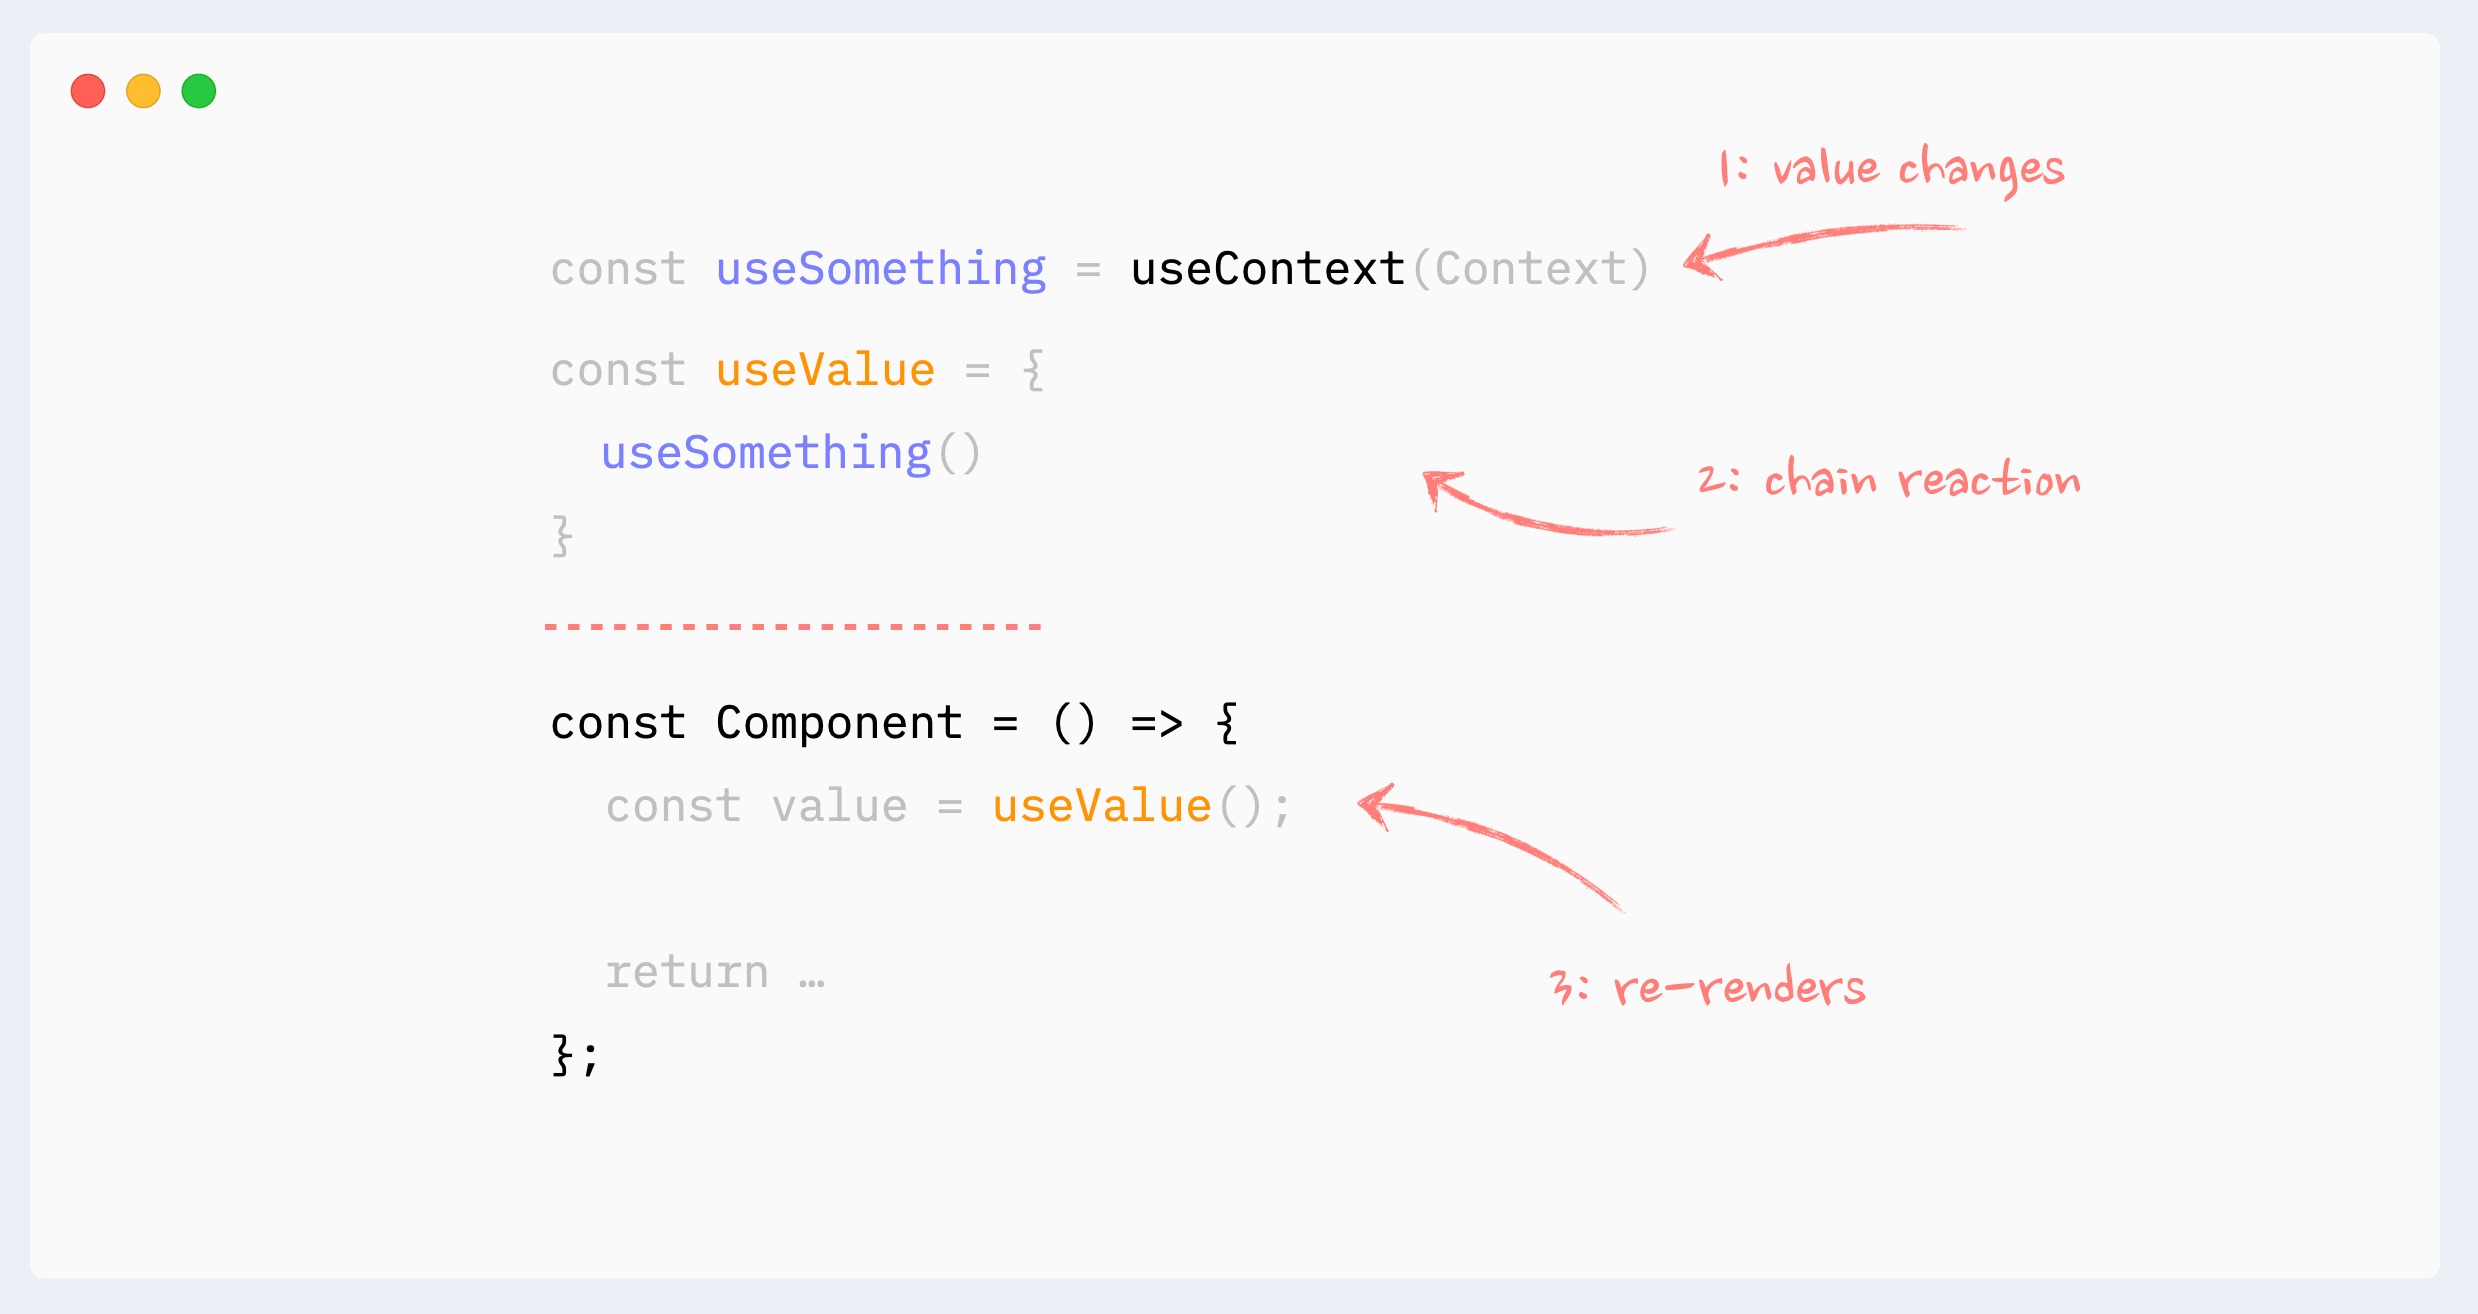 1: value changes
const useSomething = useContext(Context)
const useValue = {
useSomething()
2: chain reaction
}
const Component = () => {
const value = useValue();
return …
3: re-renders
};